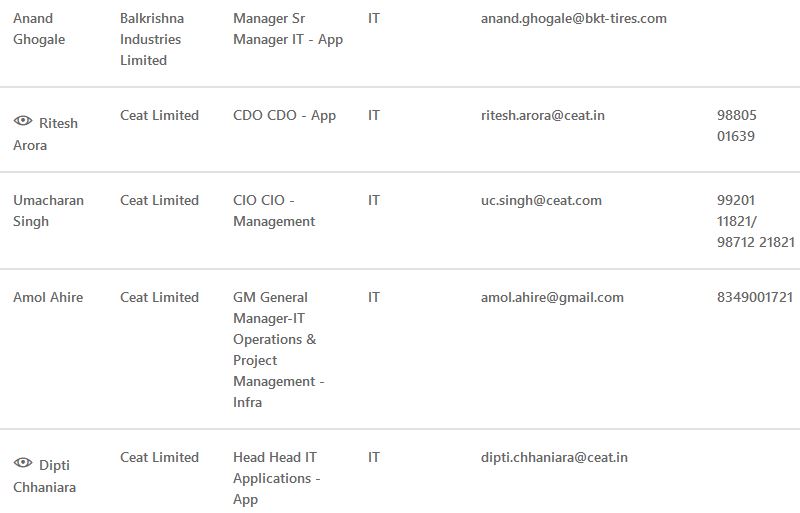 Anand Ghogale
Balkrishna Industries Limited
Manager Sr Manager IT - App
IT
anand.ghogale@bkt-tires.com
Ritesh Arora
Ceat Limited
CDO CDO - App
IT
ritesh.arora@ceat.in
98805 01639
Umacharan Singh
Ceat Limited
CIO CIO - Management
IT
uc.singh@ceat.com
99201 11821/ 98712 21821
Amol Ahire
Ceat Limited
GM General Manager-IT Operations & Project Management - Infra
IT
amol.ahire@gmail.com
8349001721
Dipti Chhaniara
Ceat Limited
Head Head IT Applications - App
IT
dipti.chhaniara@ceat.in